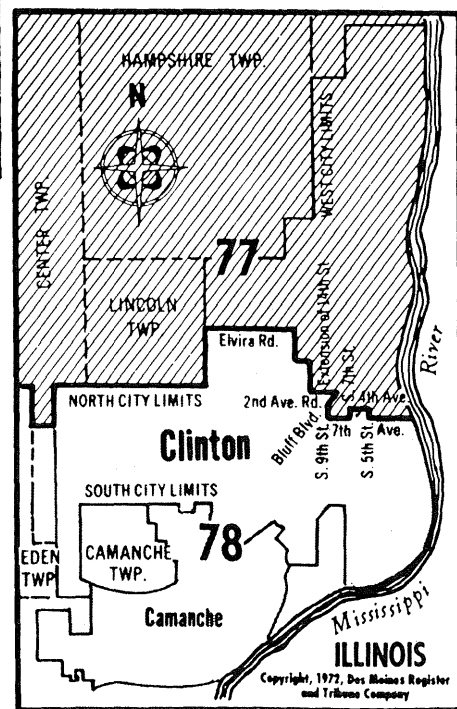 HAMPSHIRE TWP.
N
CENTER TWP.
WEST CITY LIMITS
77
LINCOLN
TWP
Elvira Rd.
Extension of 18th St.
7th St.
NORTH CITY LIMITS
2nd Ave. Rd.
4th Ave.
Bluff Blvd.
S. 9th St.
7th Ave.
S. 5th St.
River
Clinton
SOUTH CITY LIMITS
78
EDEN
TWP
CAMANCHE
TWP.
Camanche
Mississippi
ILLINOIS
Copyright, 1972, Des Moines Register
and Tribune Company